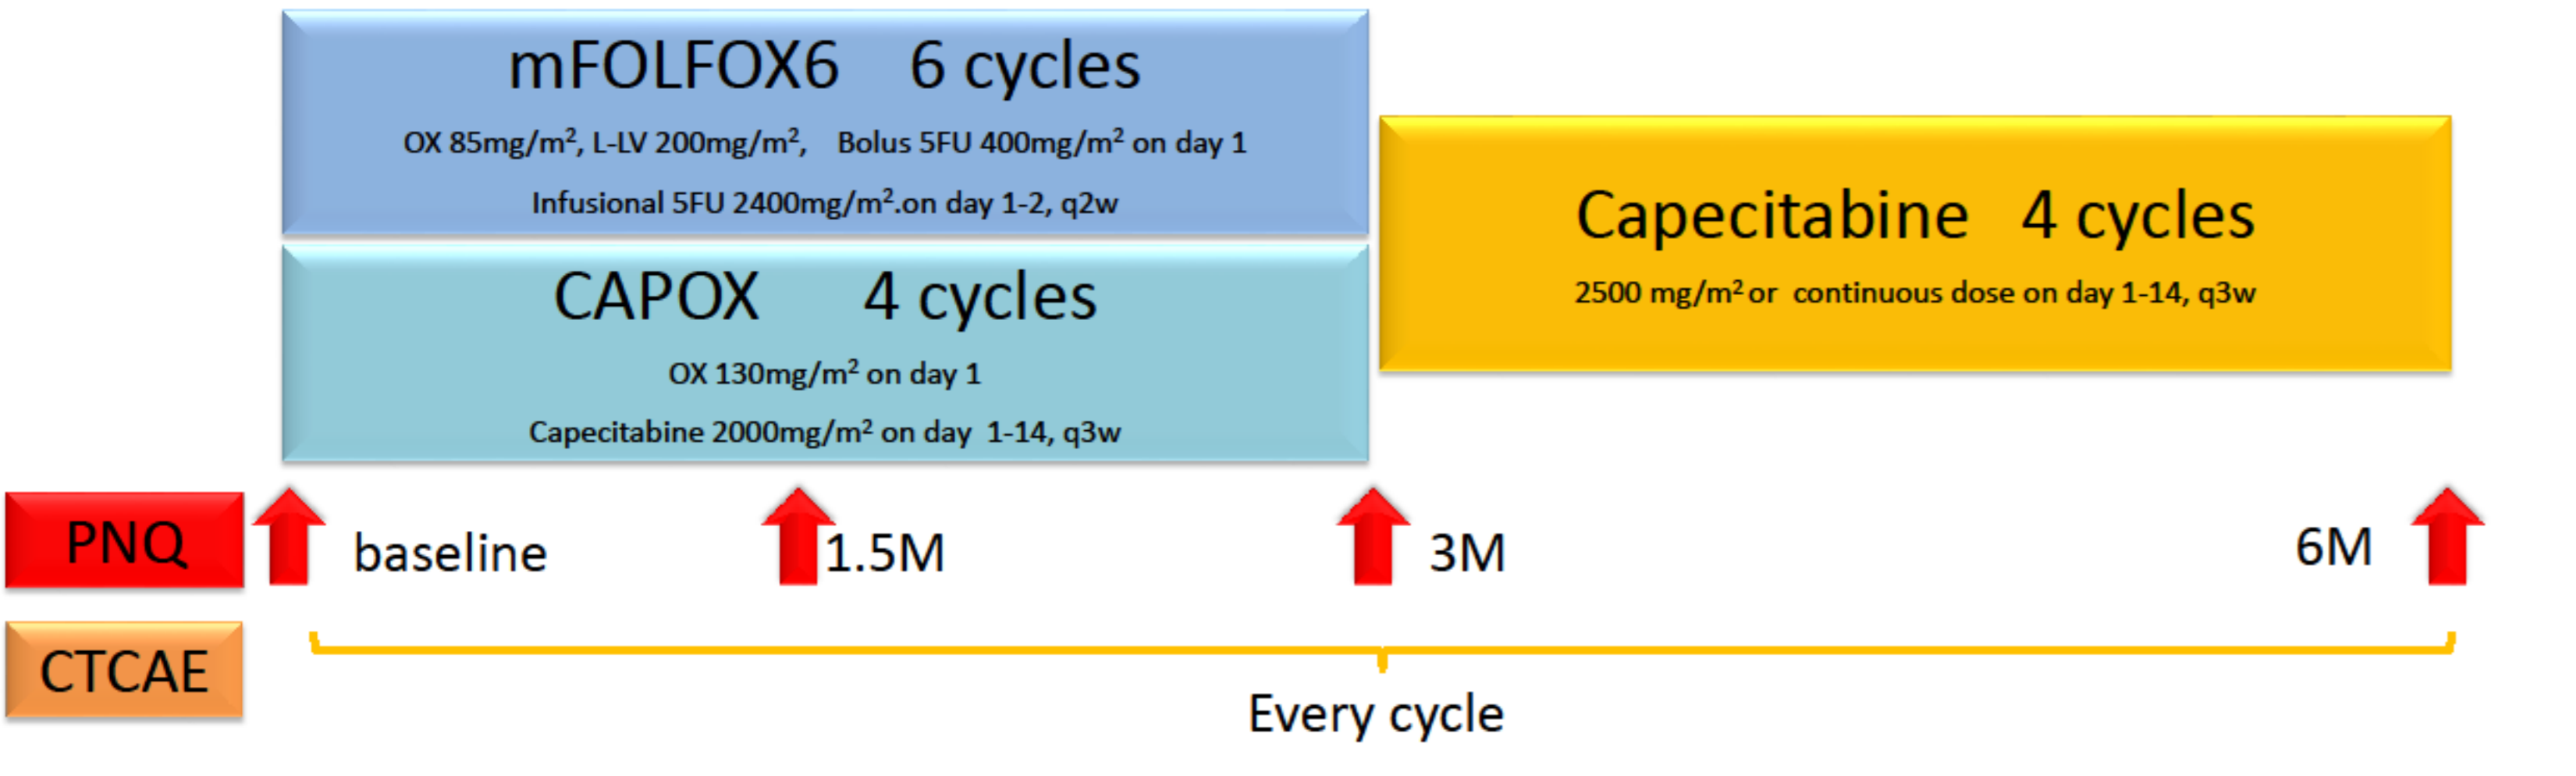 mFOLFOX6 6 cycles
OX 85mg/m², L-LV 200mg/m², Bolus 5FU 400mg/m² on day 1
Infusional 5FU 2400mg/m².on day 1-2, q2w
CAPOX 4 cycles
OX 130mg/m² on day 1
Capecitabine 2000mg/m² on day 1-14, q3w
Capecitabine 4 cycles
2500 mg/m² or continuous dose on day 1-14, q3w
PNQ
baseline
1.5M
3M
6M
CTCAE
Every cycle